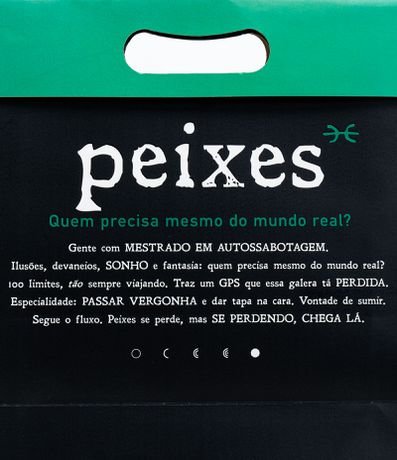 peixes
Quem precisa mesmo do mundo real?
Gente com MESTRADO EM AUTOSSABOTAGEM.
Ilusões, devaneios, SONHO e fantasia: quem precisa mesmo do mundo real?
100 limites, tão sempre viajando. Traz um GPS que essa galera tá PERDIDA.
Especialidade: PASSAR VERGONHA e dar tapa na cara. Vontade de sumir.
Segue o fluxo. Peixes se perde, mas SE PERDENDO, CHEGA LÁ.